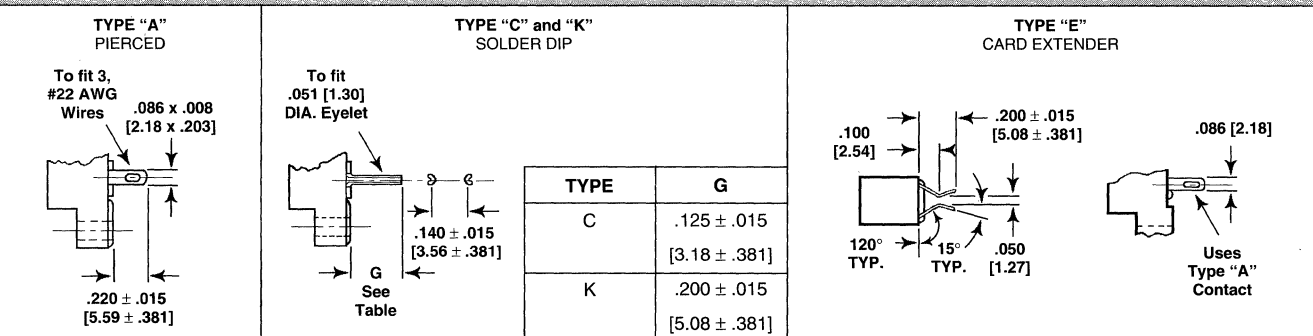 TYPE “A”
PIERCED
To fit 3,
#22 AWG
Wires
.086 x .008
[2.18 x .203]
.220 ± .015
[5.59 ± .381]
TYPE “C” and “K”
SOLDER DIP
To fit
.051 [1.30]
DIA. Eyelet
.140 ± .015
[3.56 ± .381]
G
See
Table
TYPE G
C .125 ± .015
[3.18 ± .381]
K .200 ± .015
[5.08 ± .381]
TYPE “E”
CARD EXTENDER
.100
[2.54]
.200 ± .015
[5.08 ± .381]
120°
TYP.
15°
TYP.
.050
[1.27]
.086 [2.18]
Uses
Type “A”
Contact